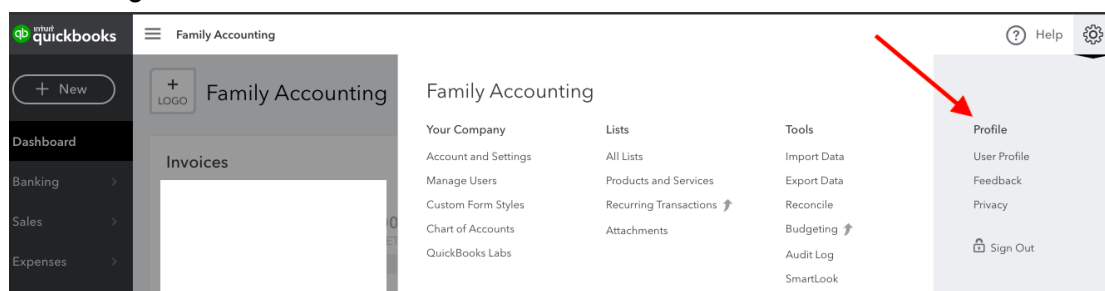 intuit
quickbooks
Family Accounting
Help
+ New
+
LOGO
Family Accounting
Dashboard
Invoices
Banking
Sales
Expenses
Family Accounting
Your Company
Account and Settings
Manage Users
Custom Form Styles
Chart of Accounts
QuickBooks Labs
Lists
All Lists
Products and Services
Recurring Transactions
Attachments
Tools
Import Data
Export Data
Reconcile
Budgeting
Audit Log
SmartLook
Profile
User Profile
Feedback
Privacy
Sign Out